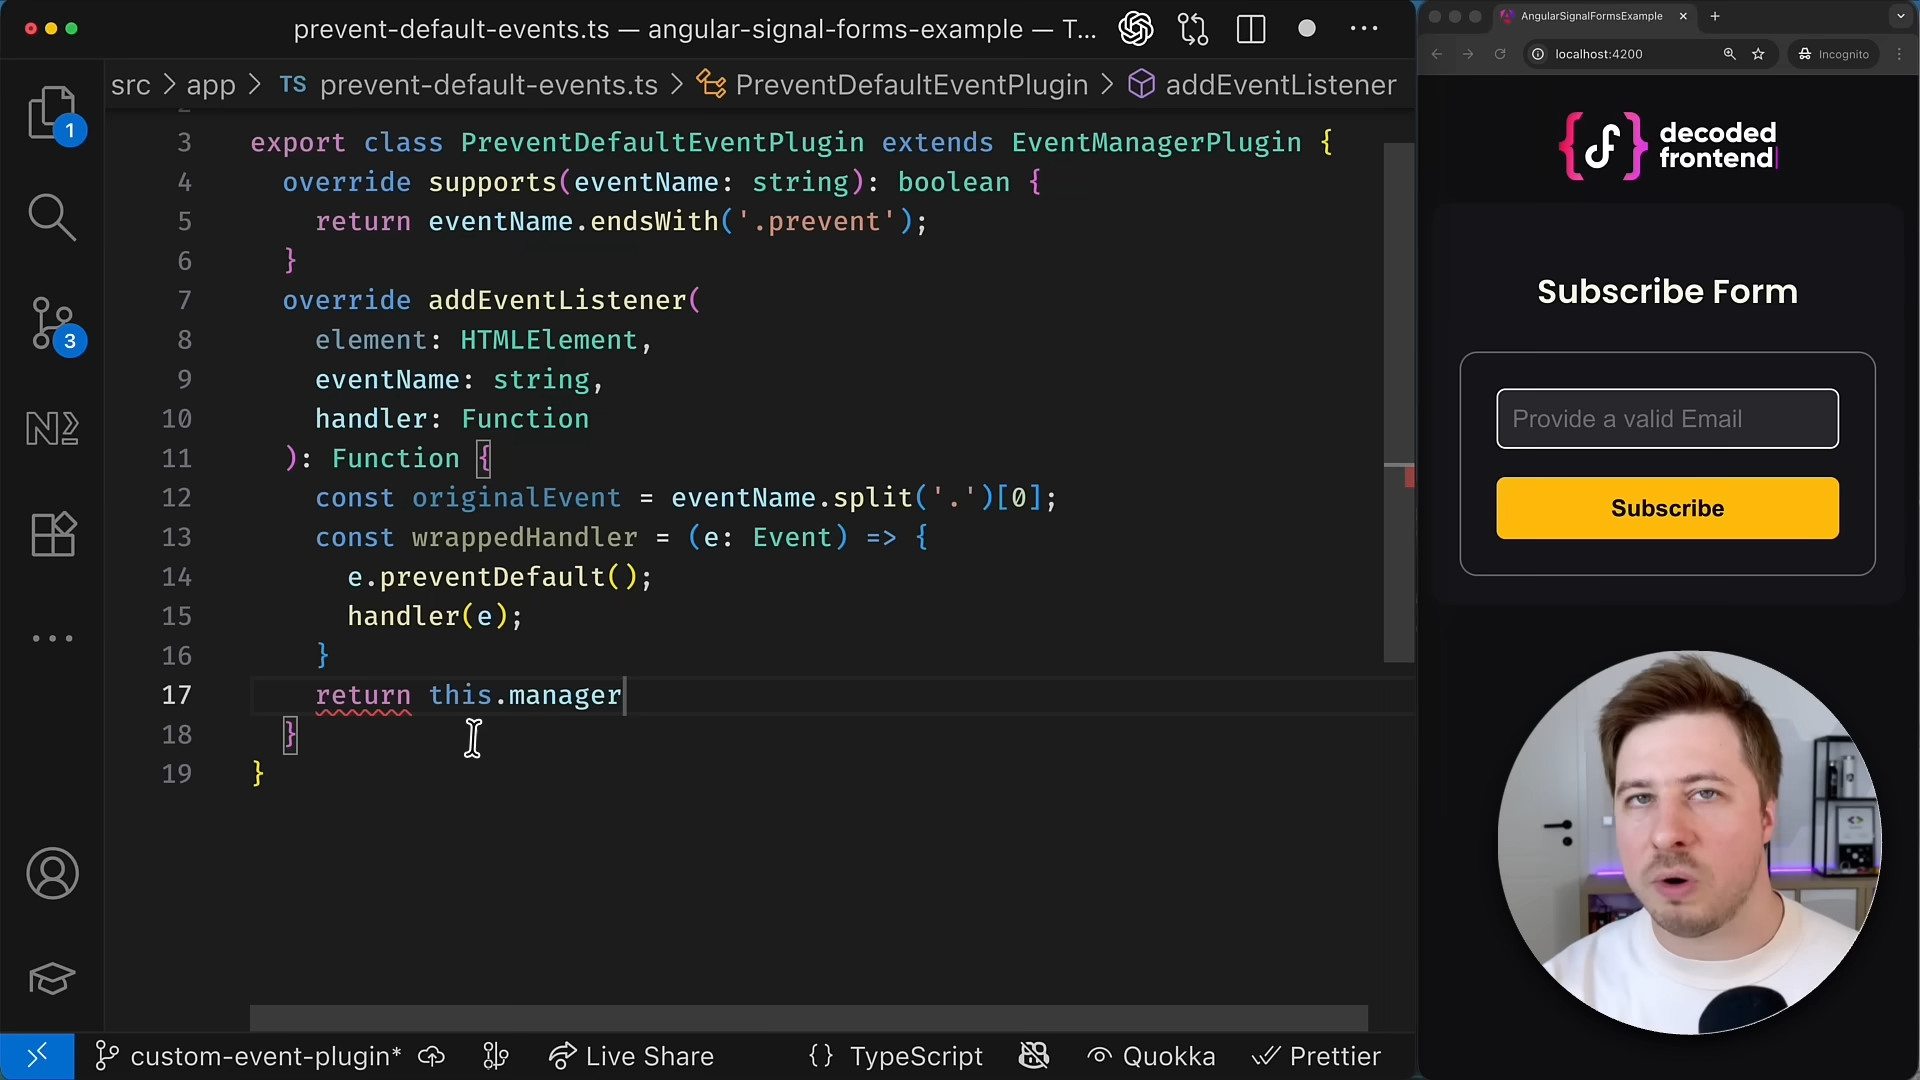 prevent-default-events.ts — angular-signal-forms-example — T...
src > app > TS prevent-default-events.ts > PreventDefaultEventPlugin > addEventListener
1
3
3 export class PreventDefaultEventPlugin extends EventManagerPlugin {
4 override supports(eventName: string): boolean {
5 return eventName.endsWith('.prevent');
6 }
7 override addEventListener(
8 element: HTMLElement,
9 eventName: string,
10 handler: Function
11 ): Function {
12 const originalEvent = eventName.split('.')[0];
13 const wrappedHandler = (e: Event) => {
14 e.preventDefault();
15 handler(e);
16 }
17 return this.manager
18 }
19 }
custom-event-plugin* Live Share {} TypeScript Quokka Prettier
AngularSignalFormsExample
localhost:4200 Incognito
decoded
frontend
Subscribe Form
Provide a valid Email
Subscribe